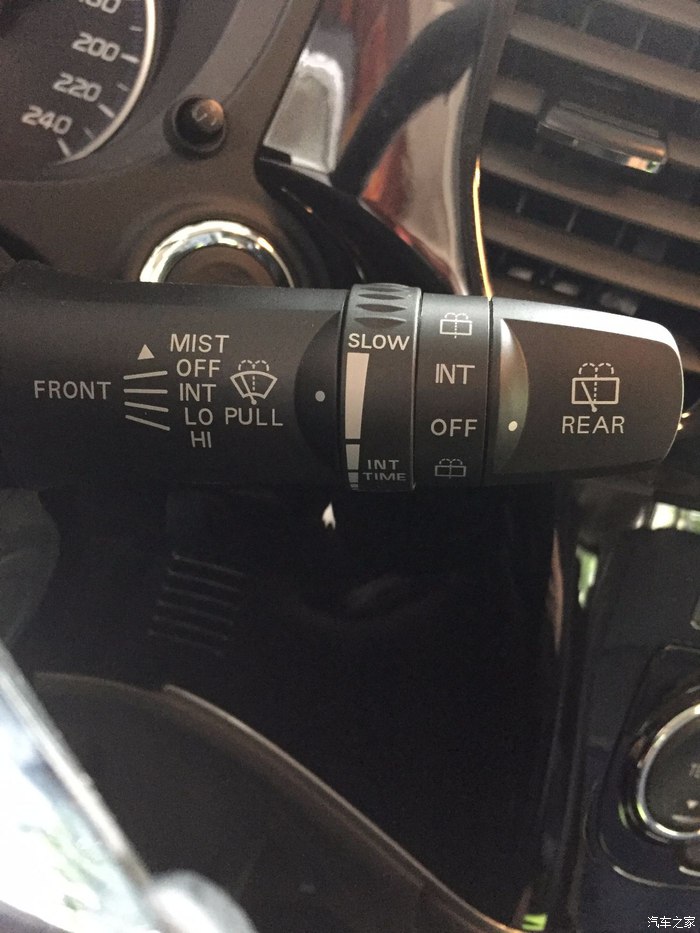 200
220
240
FRONT
MIST
OFF
INT
LO
HI
PULL
SLOW
INT
TIME
INT
OFF
REAR
汽车之家